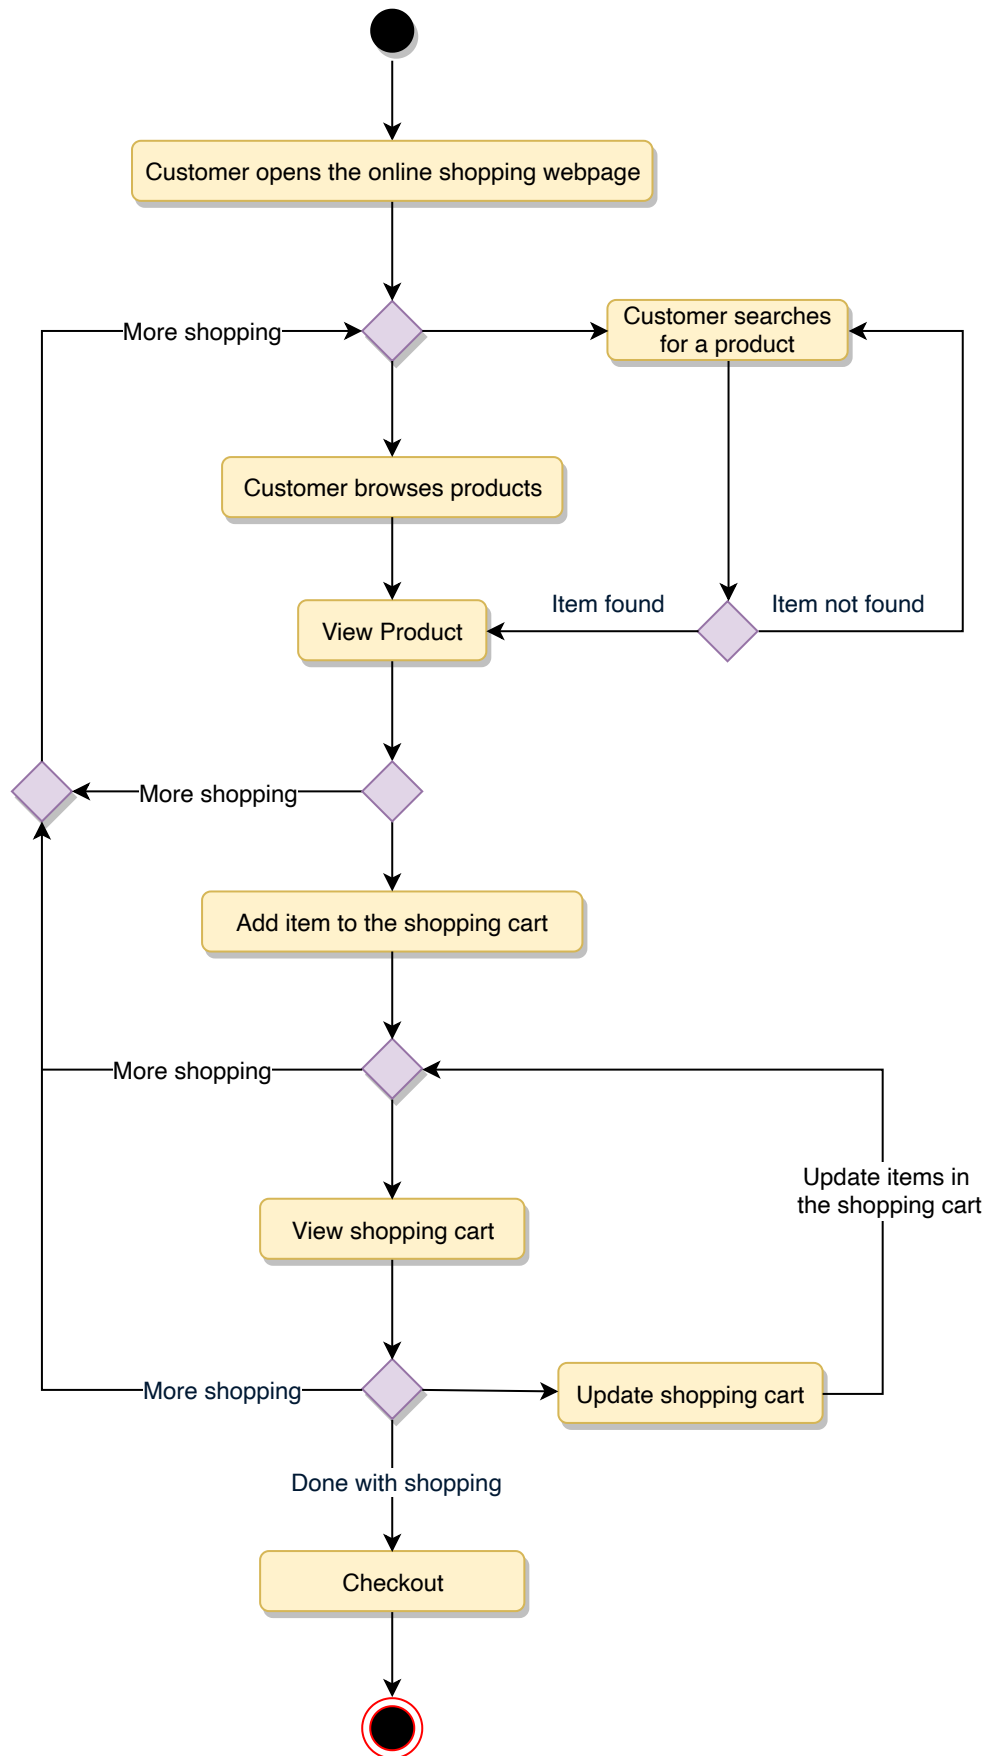 Customer opens the online shopping webpage
More shopping
Customer searches
for a product
Customer browses products
Item found
Item not found
View Product
More shopping
Add item to the shopping cart
More shopping
Update items in
the shopping cart
View shopping cart
More shopping
Update shopping cart
Done with shopping
Checkout